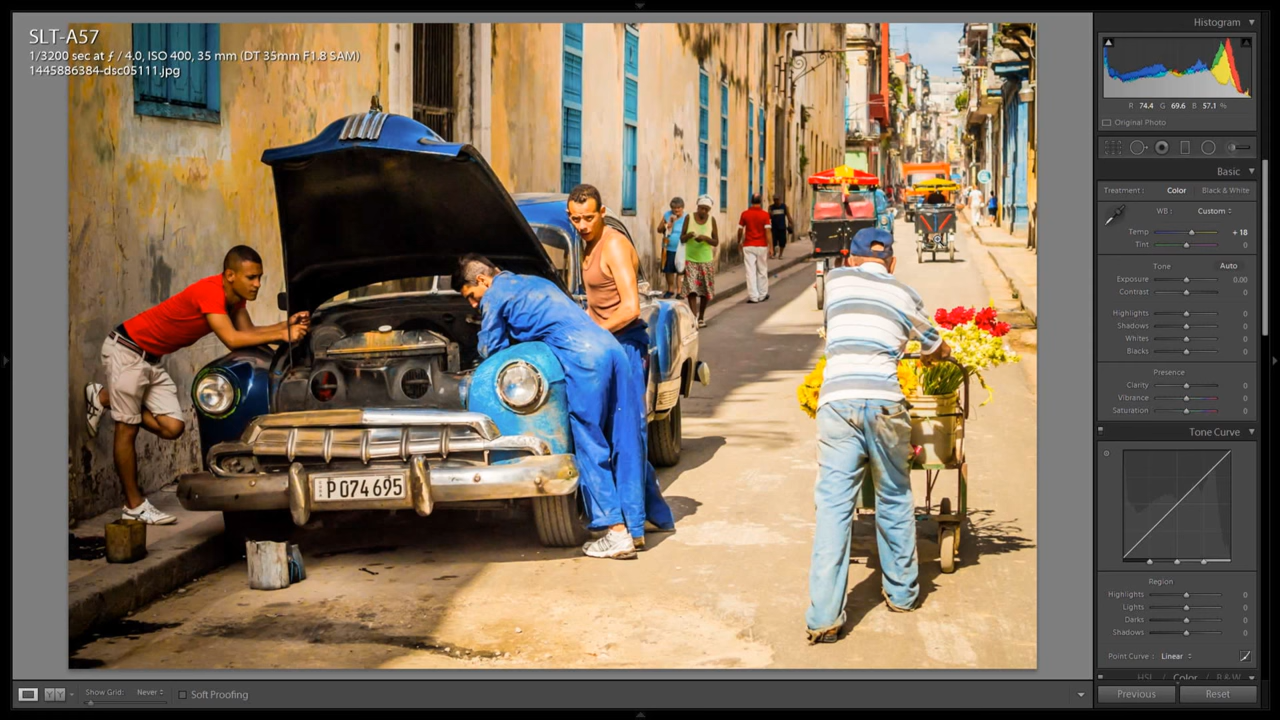 SLT-A57
1/3200 sec at ƒ / 4.0, ISO 400, 35 mm (DT 35mm F1.8 SAM)
1445886384-dsc05111.jpg
P 074 695
Show Grid: Never
Soft Proofing
Histogram
R 74.4 G 69.6 B 57.1 %
Original Photo
Basic
Treatment: Color Black & White
WB: Custom
Temp + 18
Tint 0
Tone Auto
Exposure 0.00
Contrast 0
Highlights 0
Shadows 0
Whites 0
Blacks 0
Presence
Clarity 0
Vibrance 0
Saturation 0
Tone Curve
Region
Highlights 0
Lights 0
Darks 0
Shadows 0
Point Curve: Linear
HSL / Color / B & W
Previous Reset